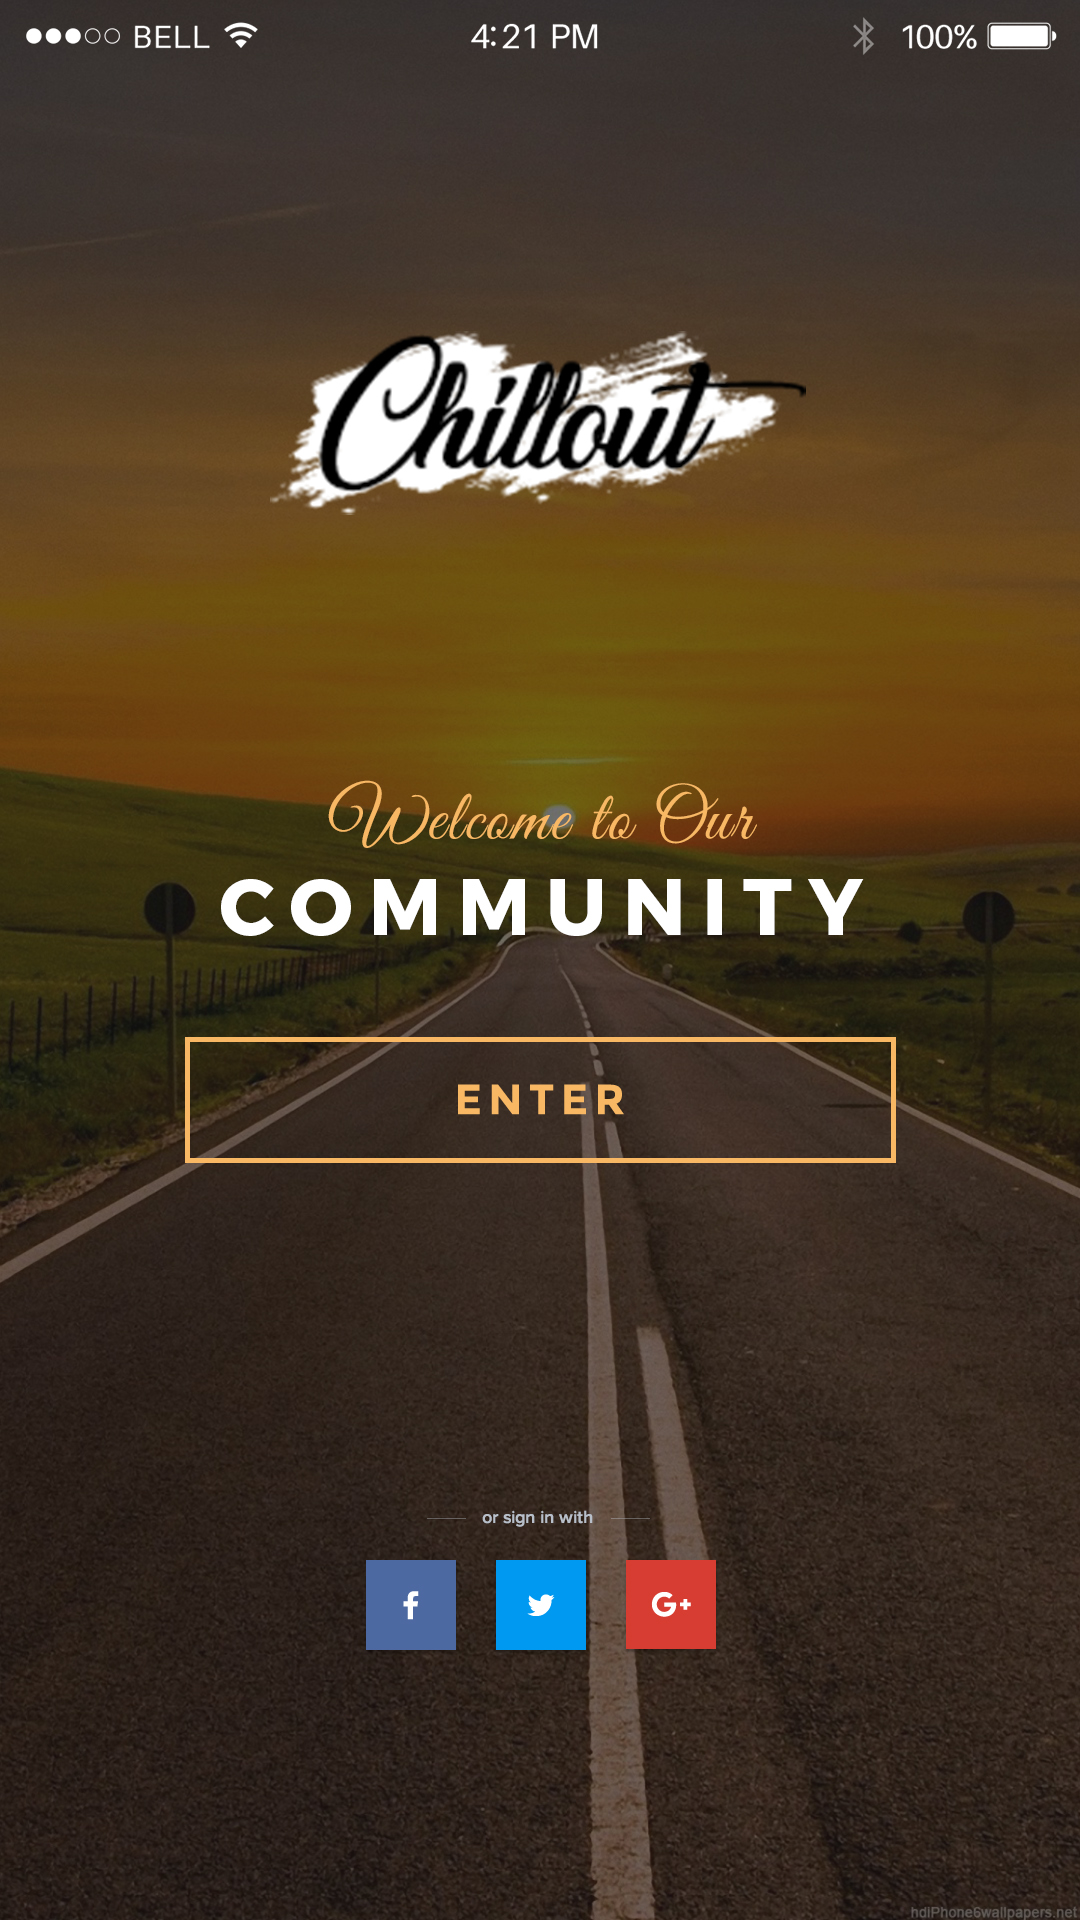 BELL 4:21 PM 100%
Chillout
Welcome to Our
COMMUNITY
ENTER
or sign in with
f G+
hdiPhone6wallpapers.net